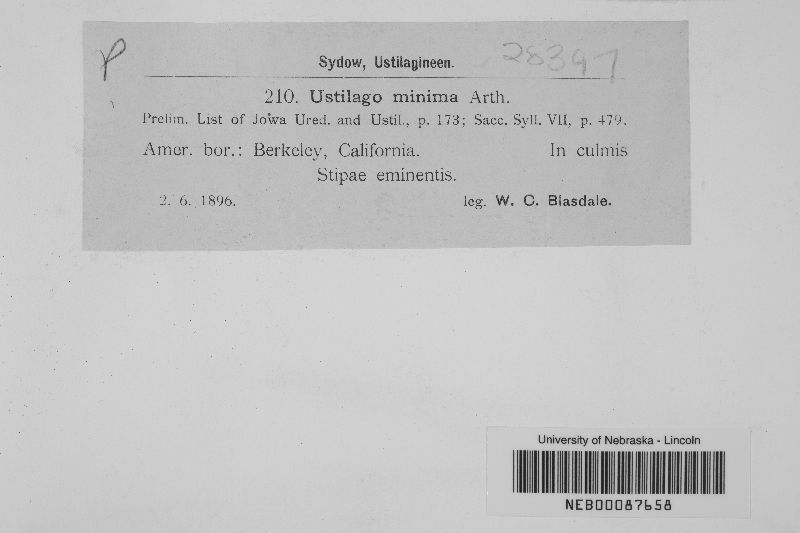 P
28397
Sydow, Ustilagineen.
210. Ustilago minima Arth.
Prelim. List of Jowa Ured. and Ustil., p. 173; Sacc. Syll. VII, p. 479.
Amer. bor.: Berkeley, California. In culmis
Stipae eminentis.
2. 6. 1896. leg. W. C. Blasdale.
University of Nebraska - Lincoln
NEB00087658